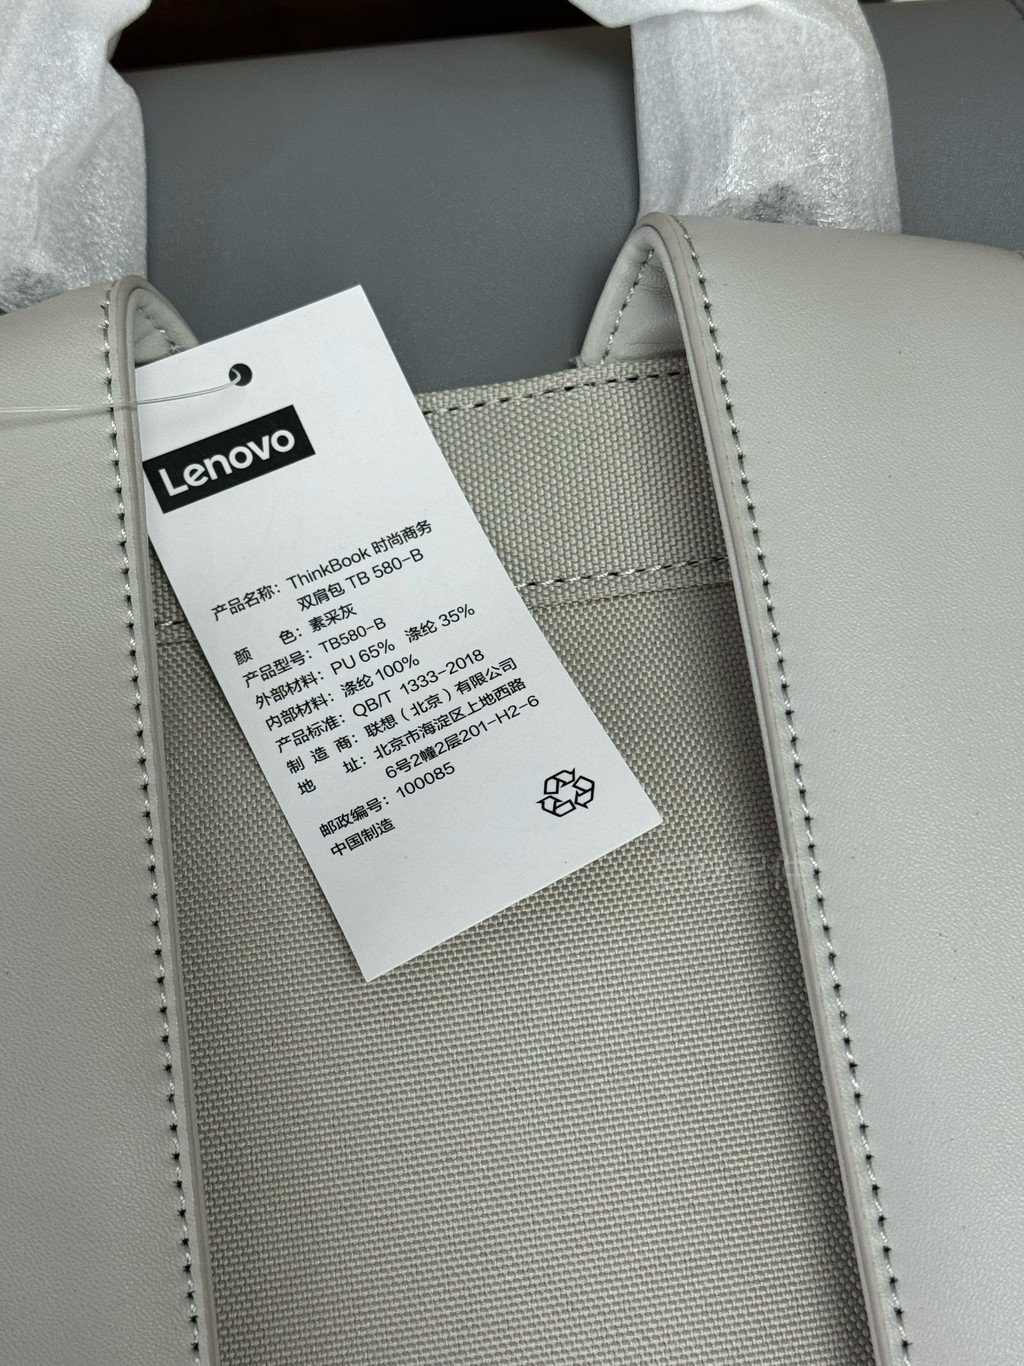 Lenovo
产品名称：ThinkBook 时尚商务
双肩包 TB 580-B
颜 色：素采灰
产品型号：TB580-B
外部材料：PU 65% 涤纶 35%
内部材料：涤纶 100%
产品标准：QB/T 1333-2018
制 造 商：联想（北京）有限公司
地 址：北京市海淀区上地西路
6号2幢2层201-H2-6
邮政编号：100085
中国制造